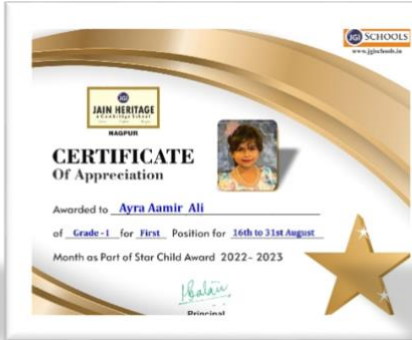 JGI SCHOOLS
www.jgischools.in
JGI
JAIN HERITAGE
a Cambridge School
NAGPUR
CERTIFICATE
Of Appreciation
Awarded to Ayra Aamir Ali
of Grade - I for First Position for 16th to 31st August
Month as Part of Star Child Award 2022- 2023
Principal